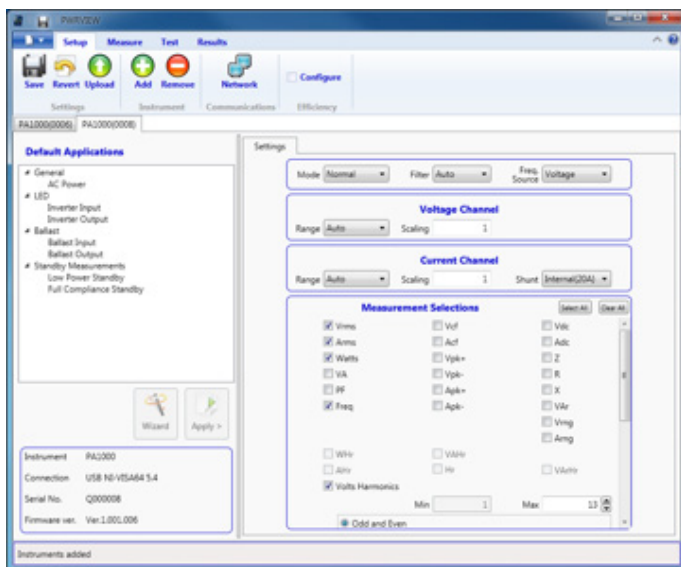 PWRVIEW
Setup Measure Test Results
Save Revert Upload Add Remove Network Configure
Settings Instrument Communications Efficiency
PA1000(0006) PA1000(0008)
Default Applications
General
AC Power
LED
Inverter Input
Inverter Output
Ballast
Ballast Input
Ballast Output
Standby Measurements
Low Power Standby
Full Compliance Standby
Wizard Apply >
Instrument PA1000
Connection USB NI-VISA64 5.4
Serial No. Q000008
Firmware ver. Ver.1.001.006
Instruments added
Settings
Mode Normal Filter Auto Freq. Source Voltage
Voltage Channel
Range Auto Scaling 1
Current Channel
Range Auto Scaling 1 Shunt Internal(20A)
Measurement Selections Select All Clear All
Vrms Vcf Vdc
Arms Acf Adc
Watts Vpk+ Z
VA Vpk- R
PF Apk+ X
Freq Apk- VAr
Vrng
Arng
WHr VAHr
AHr Hr VArHr
Volts Harmonics
Min 1 Max 13
Odd and Even